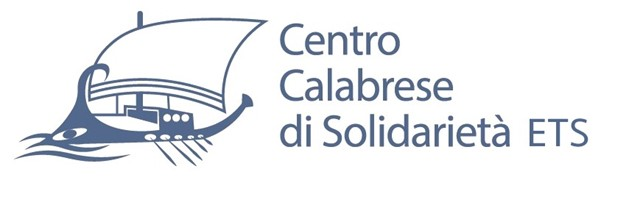 Centro
Calabrese
di Solidarietà ETS